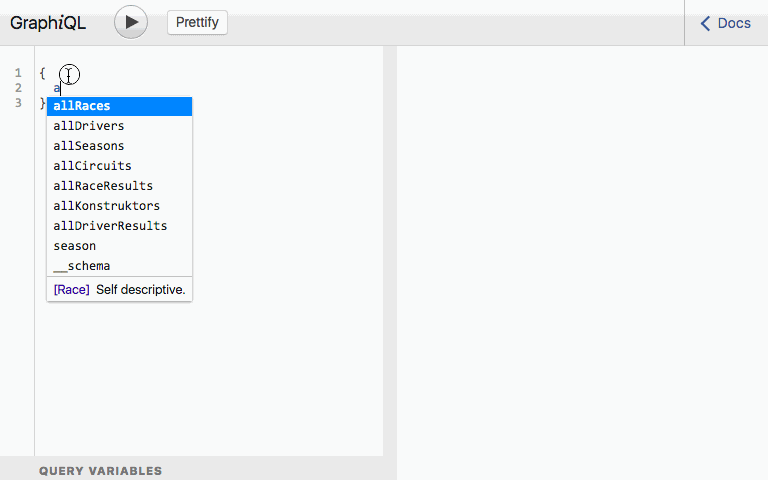 GraphiQL
Prettify
Docs
1 {
2 a
3 }
allRaces
allDrivers
allSeasons
allCircuits
allRaceResults
allKonstruktors
allDriverResults
season
__schema
[Race] Self descriptive.
QUERY VARIABLES